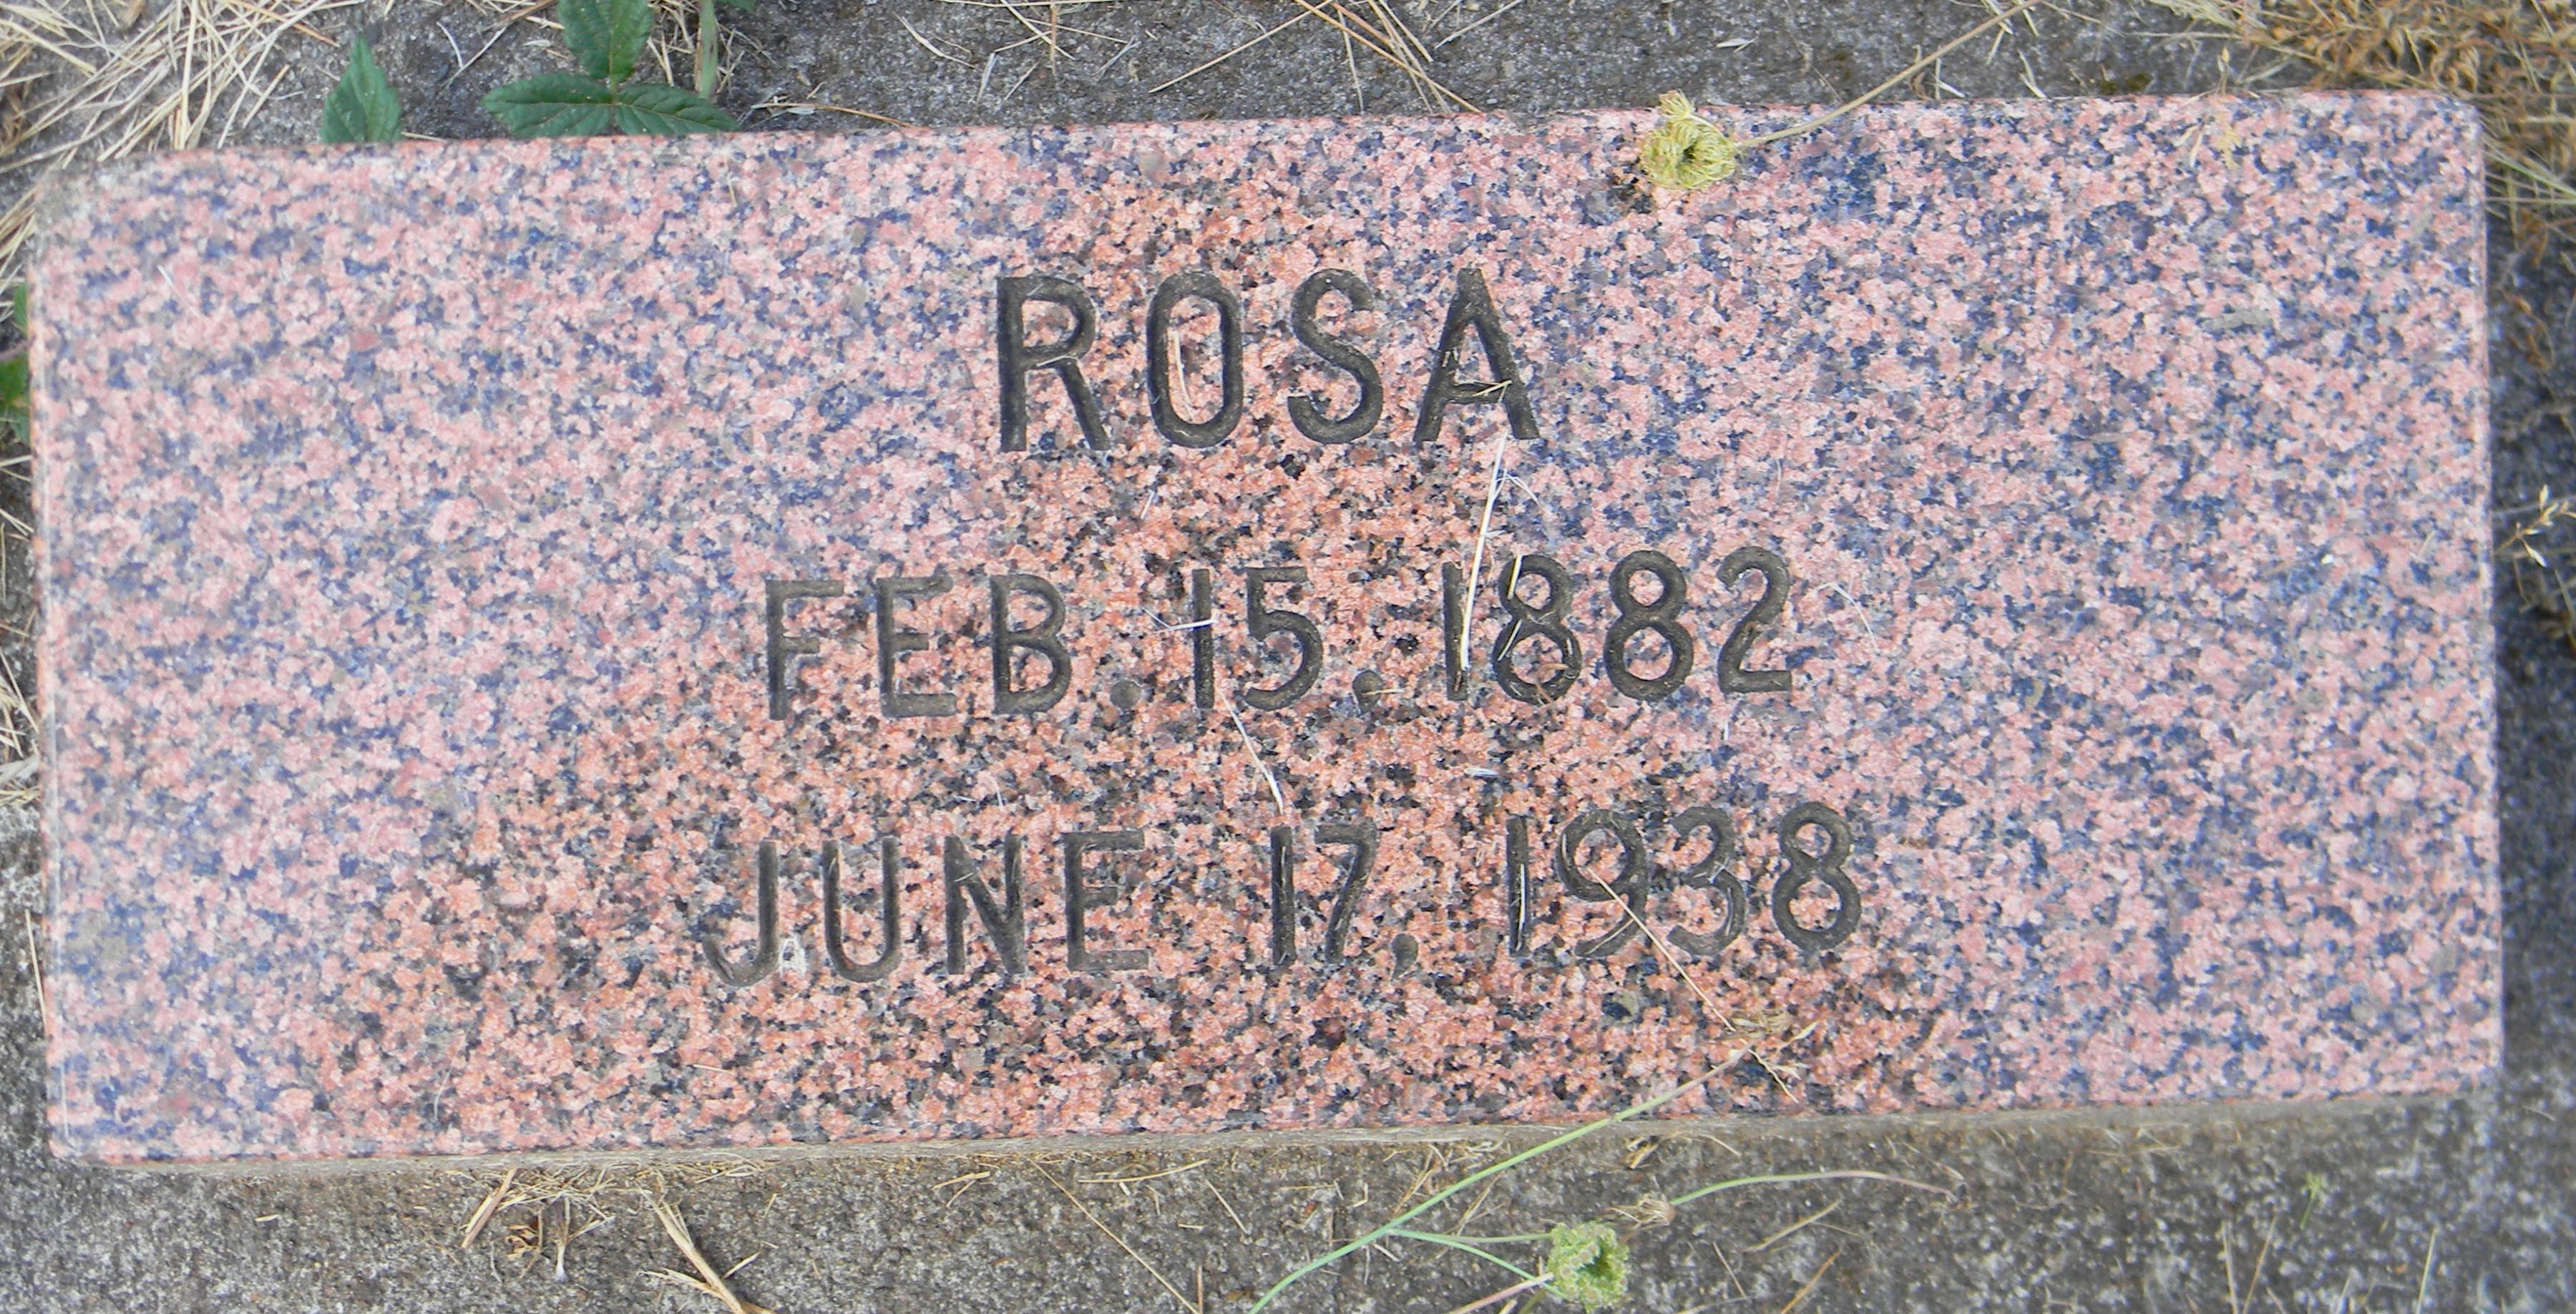 ROSA
FEB. 15, 1882
JUNE 17, 1938